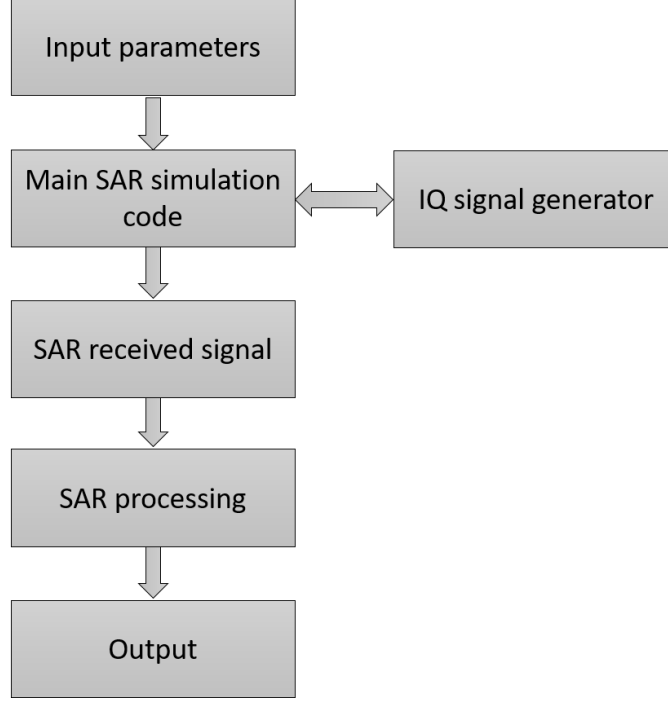 Input parameters
Main SAR simulation
code
IQ signal generator
SAR received signal
SAR processing
Output